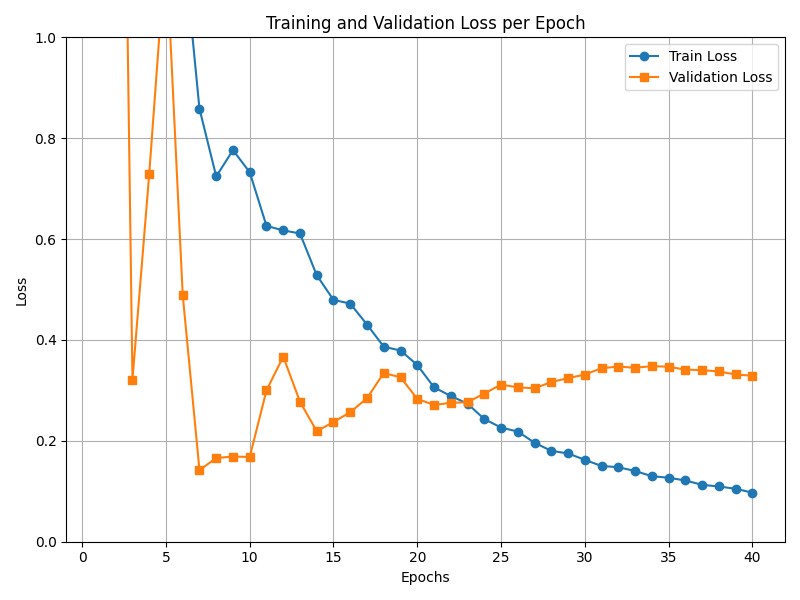 Training and Validation Loss per Epoch
Train Loss
Validation Loss
Loss
1.0
0.8
0.6
0.4
0.2
0.0
0 5 10 15 20 25 30 35 40
Epochs